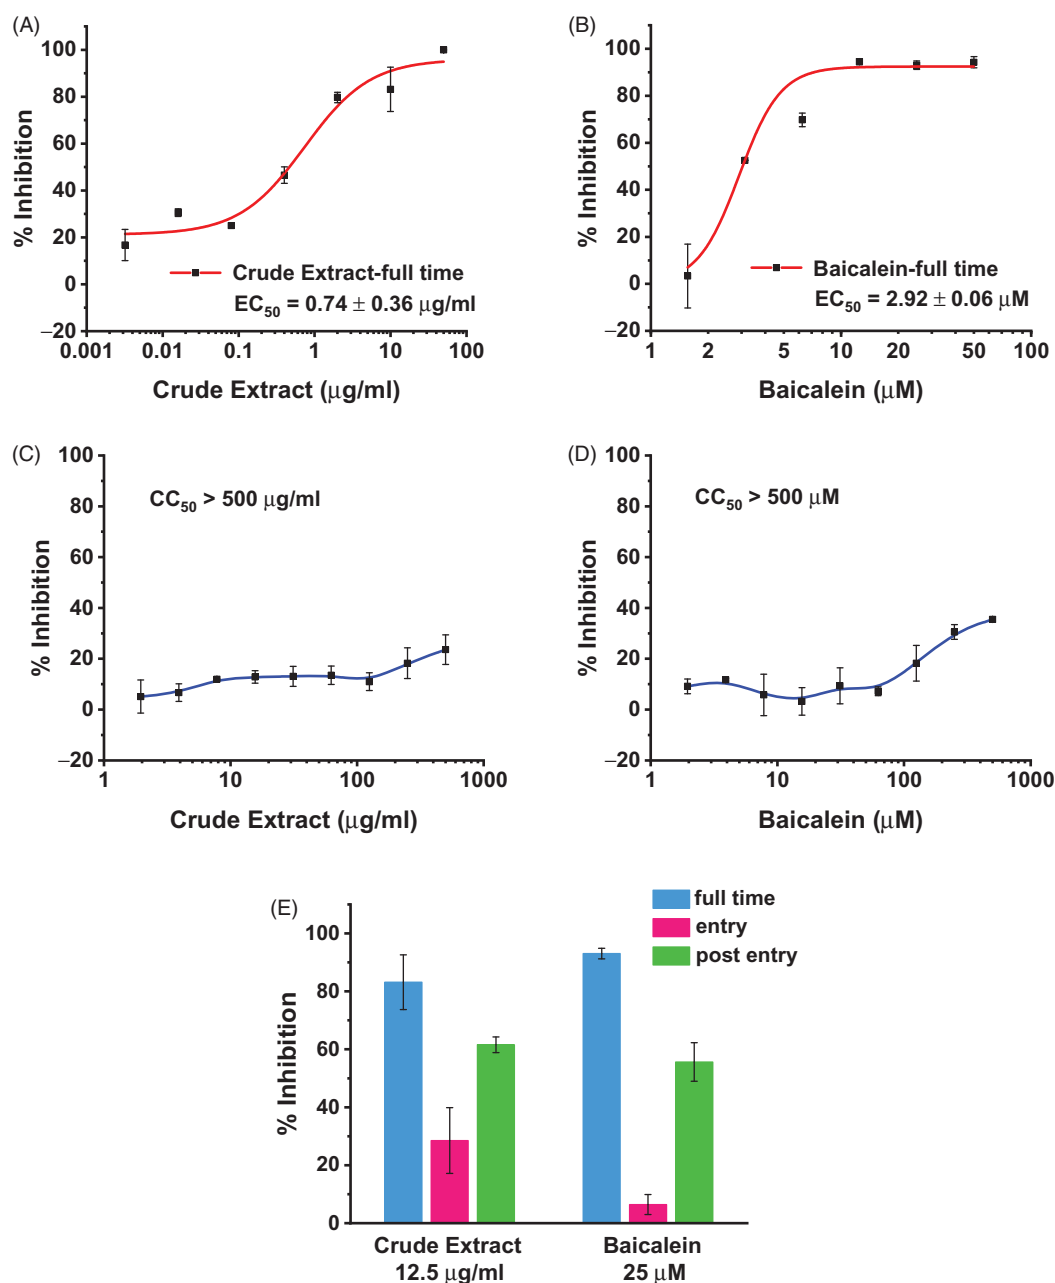 (A)
100
80
60
40
20
0
−20
% Inhibition
Crude Extract-full time
EC50 = 0.74 ± 0.36 μg/ml
0.001 0.01 0.1 1 10 100
Crude Extract (μg/ml)
(B)
100
80
60
40
20
0
−20
% Inhibition
Baicalein-full time
EC50 = 2.92 ± 0.06 μM
1 2 5 10 20 50 100
Baicalein (μM)
(C)
100
80
60
40
20
0
−20
% Inhibition
CC50 > 500 μg/ml
1 10 100 1000
Crude Extract (μg/ml)
(D)
100
80
60
40
20
0
−20
% Inhibition
CC50 > 500 μM
1 10 100 1000
Baicalein (μM)
(E)
full time
entry
post entry
100
80
60
40
20
0
% Inhibition
Crude Extract
12.5 μg/ml
Baicalein
25 μM